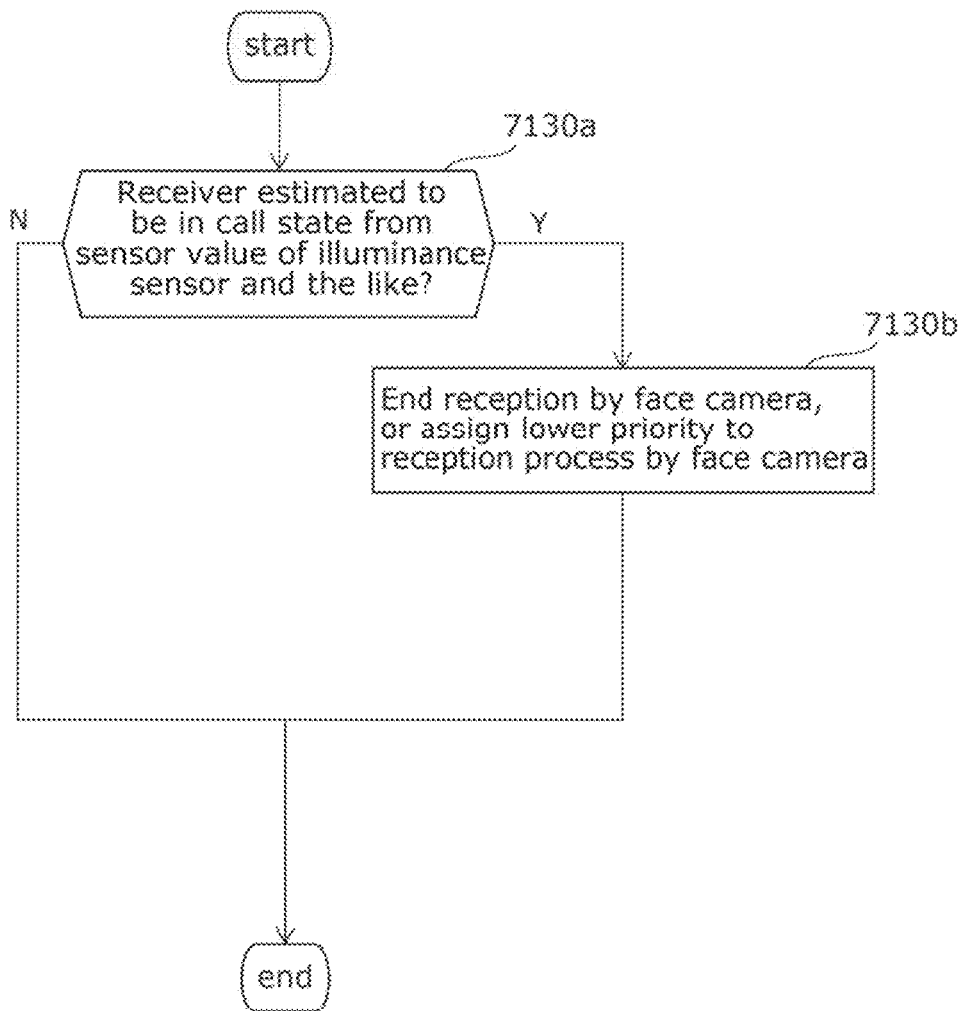 start
7130a
Receiver estimated to
be in call state from
sensor value of illuminance
sensor and the like?
N
Y
7130b
End reception by face camera,
or assign lower priority to
reception process by face camera
end